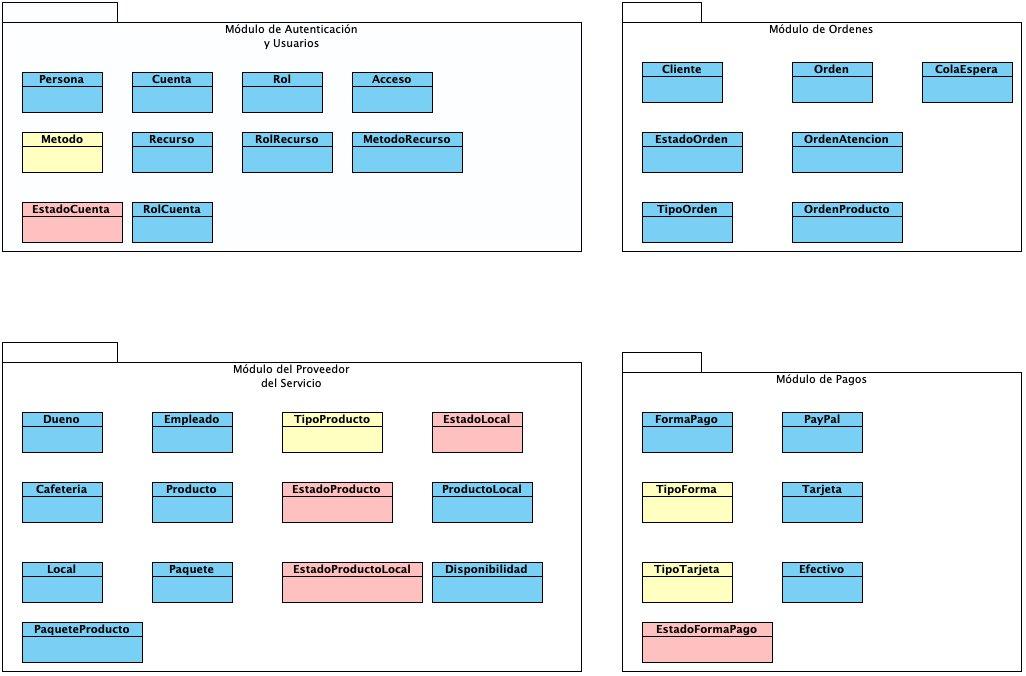 Módulo de Autenticación
y Usuarios
Persona
Cuenta
Rol
Acceso
Metodo
Recurso
RolRecurso
MetodoRecurso
EstadoCuenta
RolCuenta
Módulo de Ordenes
Cliente
Orden
ColaEspera
EstadoOrden
OrdenAtencion
TipoOrden
OrdenProducto
Módulo del Proveedor
del Servicio
Dueno
Empleado
TipoProducto
EstadoLocal
Cafeteria
Producto
EstadoProducto
ProductoLocal
Local
Paquete
EstadoProductoLocal
Disponibilidad
PaqueteProducto
Módulo de Pagos
FormaPago
PayPal
TipoForma
Tarjeta
TipoTarjeta
Efectivo
EstadoFormaPago